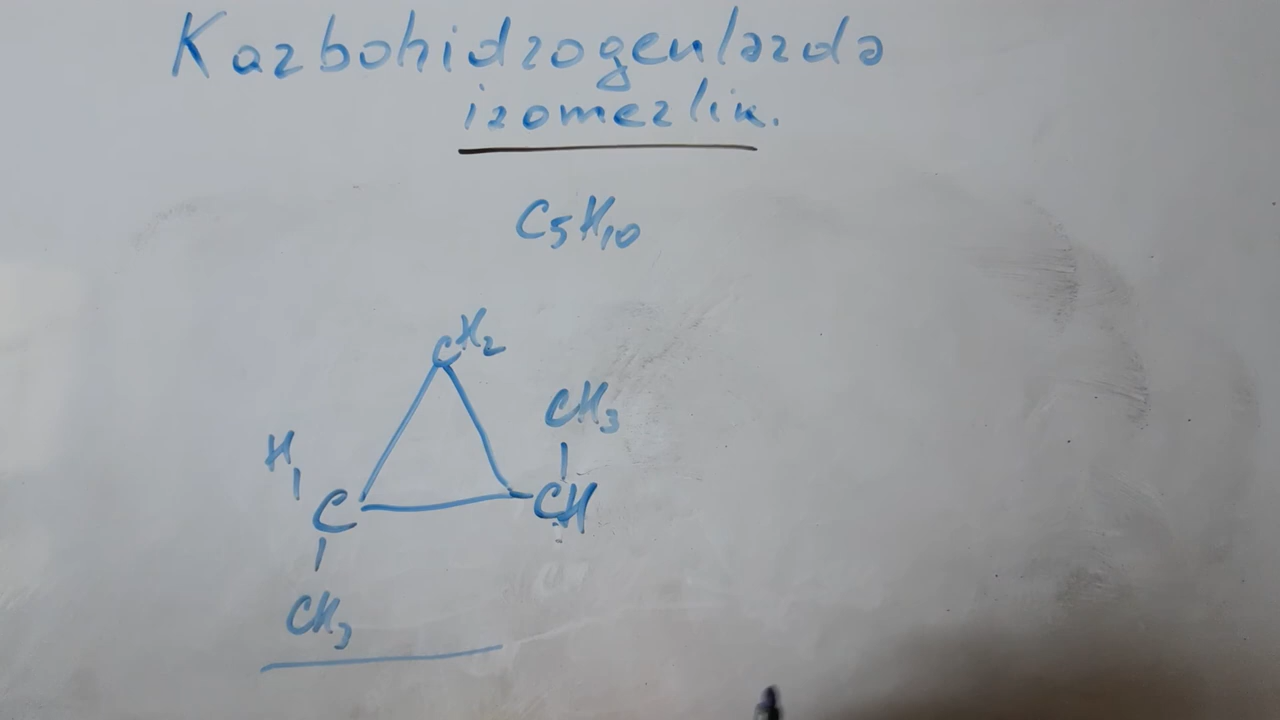 Karbohidrogenlərdə
izomerlik.
C₅H₁₀
CH₂
CH₃
H
C
CH
CH₃